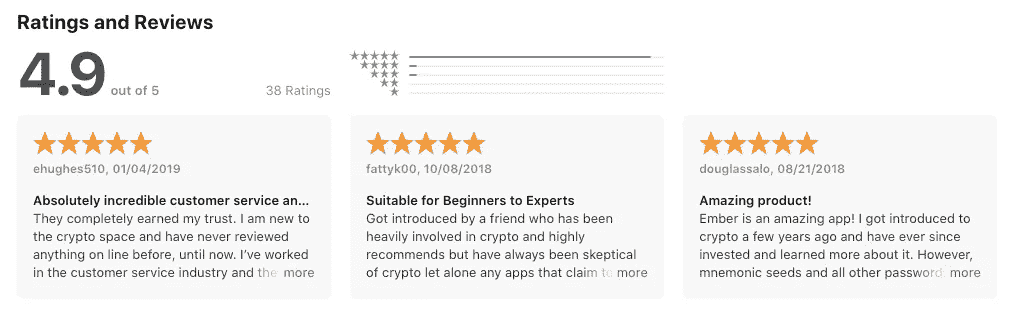 Ratings and Reviews
4.9 out of 5
38 Ratings
ehughes510, 01/04/2019
Absolutely incredible customer service an...
They completely earned my trust. I am new to
the crypto space and have never reviewed
anything on line before, until now. I've worked
in the customer service industry and the more
fattyk00, 10/08/2018
Suitable for Beginners to Experts
Got introduced by a friend who has been
heavily involved in crypto and highly
recommends but have always been skeptical
of crypto let alone any apps that claim to more
douglassalo, 08/21/2018
Amazing product!
Ember is an amazing app! I got introduced to
crypto a few years ago and have ever since
invested and learned more about it. However,
mnemonic seeds and all other password more